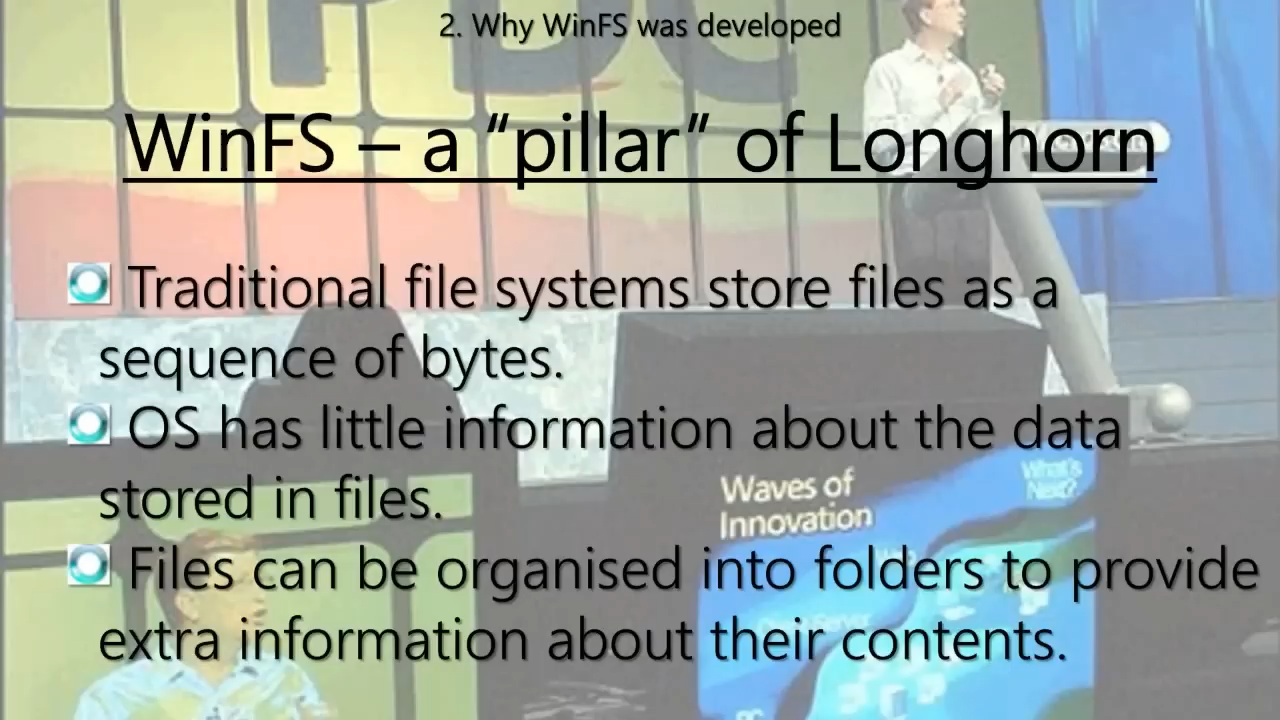 PDC
2. Why WinFS was developed
WinFS – a “pillar” of Longhorn
Traditional file systems store files as a
sequence of bytes.
OS has little information about the data
stored in files.
Waves of
Innovation
What's
Next?
Files can be organised into folders to provide
extra information about their contents.
PC